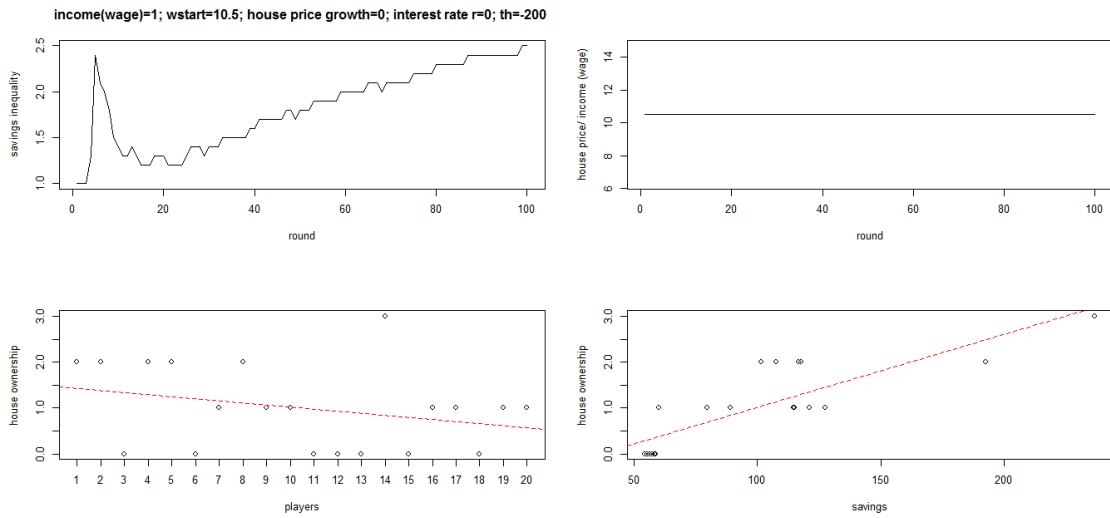 income(wage)=1; wstart=10.5; house price growth=0; interest rate r=0; th=-200
savings inequality
2.5
2.0
1.5
1.0
0 20 40 60 80 100
round
house price/ income (wage)
14
12
10
8
6
0 20 40 60 80 100
round
house ownership
3.0
2.0
1.0
0.0
1 2 3 4 5 6 7 8 9 10 11 12 13 14 15 16 17 18 19 20
players
house ownership
3.0
2.0
1.0
0.0
50 100 150 200
savings